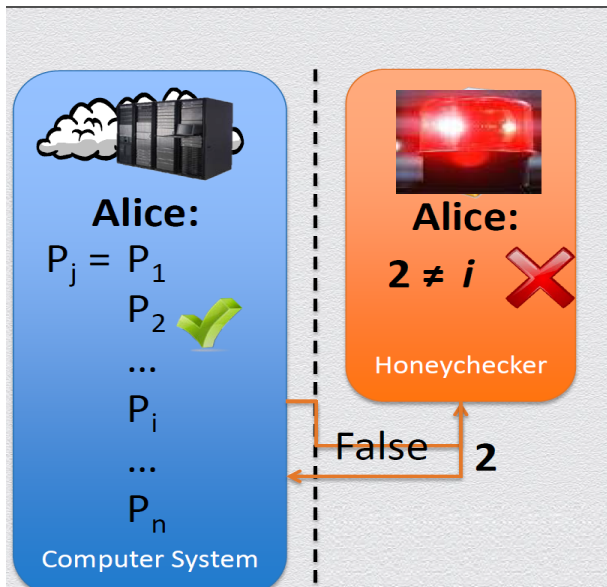 Alice:
Pj = P1
P2
...
Pi
...
Pn
Computer System
Alice:
2 ≠ i
Honeychecker
False
2